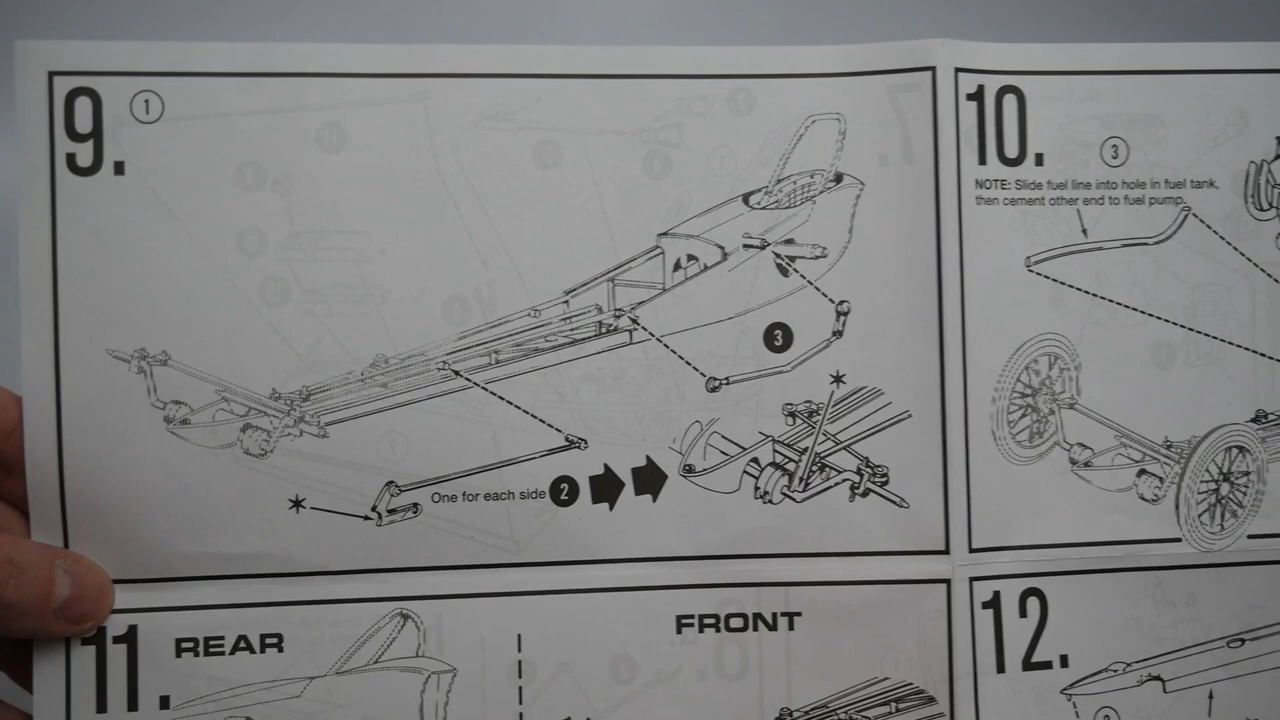 9. 1
3
*
*
One for each side 2
10. 3
NOTE: Slide fuel line into hole in fuel tank,
then cement other end to fuel pump.
11. REAR
FRONT
12.